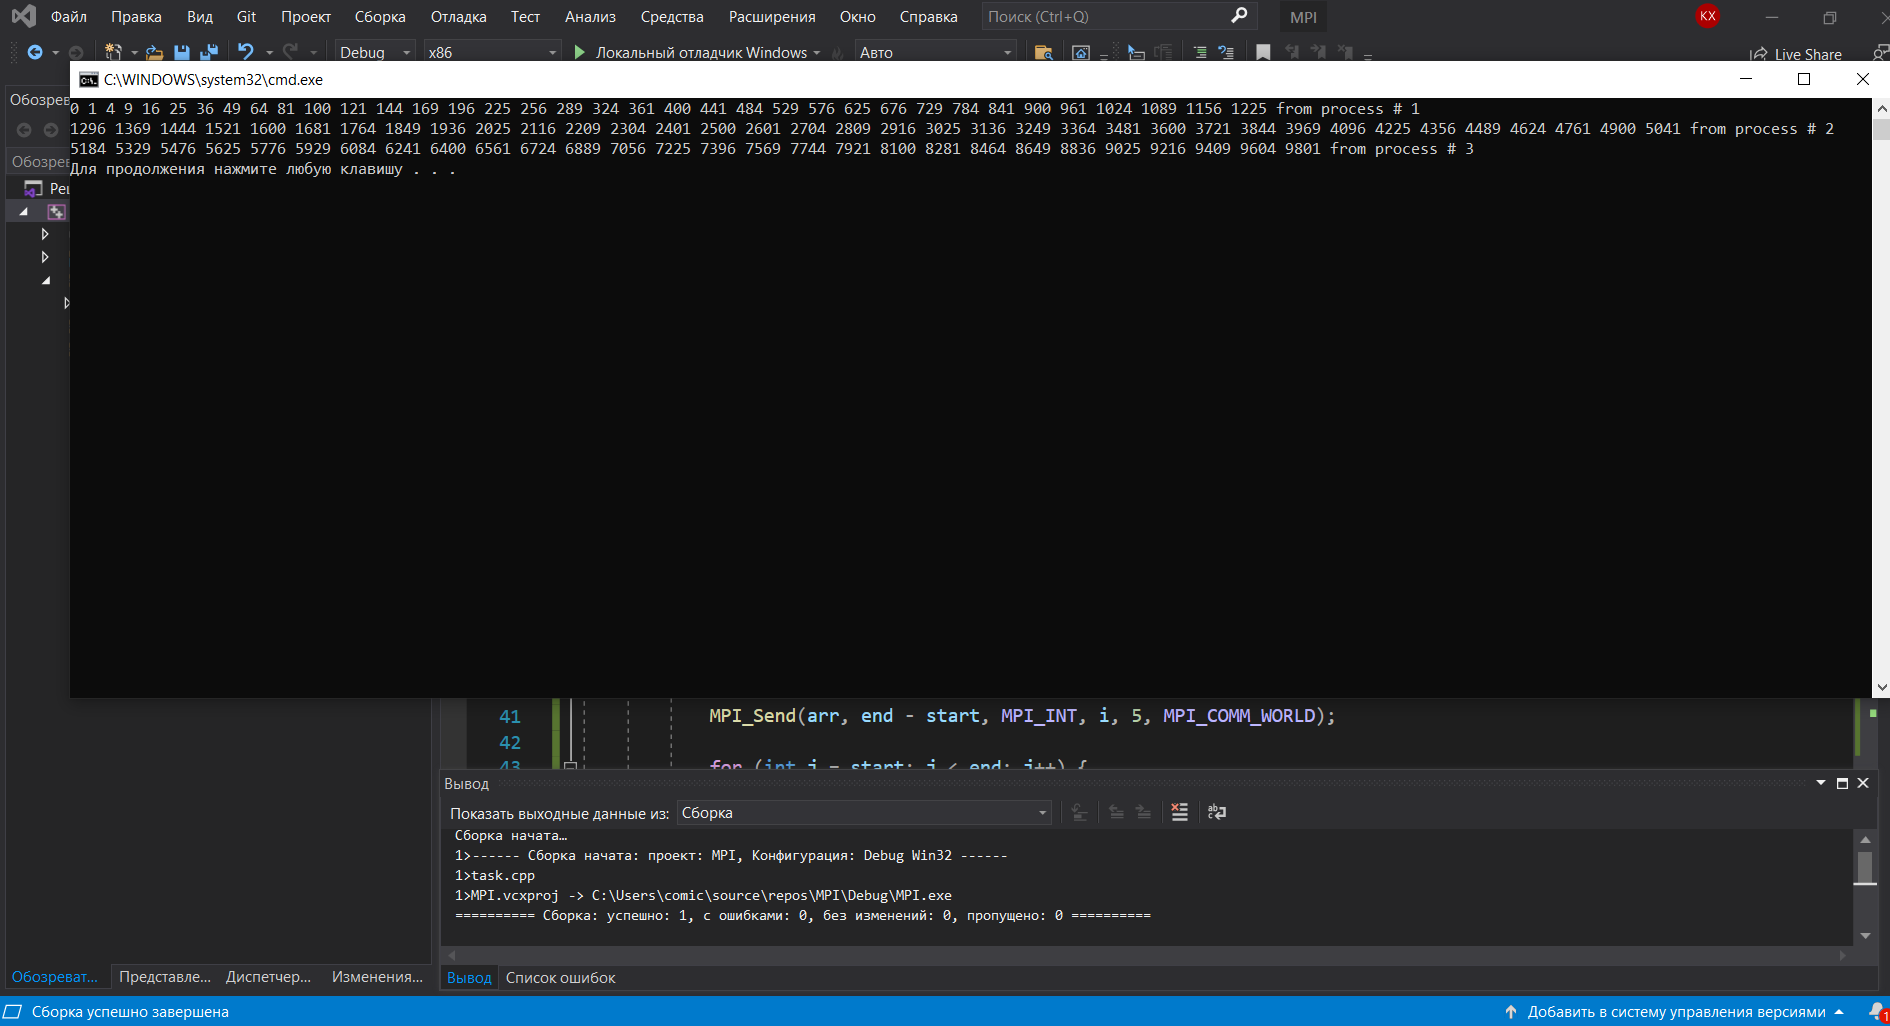 Файл Правка Вид Git Проект Сборка Отладка Тест Анализ Средства Расширения Окно Справка Поиск (Ctrl+Q) MPI KX
Debug x86 Локальный отладчик Windows Авто Live Share
C:\WINDOWS\system32\cmd.exe
Обозрев
0 1 4 9 16 25 36 49 64 81 100 121 144 169 196 225 256 289 324 361 400 441 484 529 576 625 676 729 784 841 900 961 1024 1089 1156 1225 from process # 1
1296 1369 1444 1521 1600 1681 1764 1849 1936 2025 2116 2209 2304 2401 2500 2601 2704 2809 2916 3025 3136 3249 3364 3481 3600 3721 3844 3969 4096 4225 4356 4489 4624 4761 4900 5041 from process # 2
5184 5329 5476 5625 5776 5929 6084 6241 6400 6561 6724 6889 7056 7225 7396 7569 7744 7921 8100 8281 8464 8649 8836 9025 9216 9409 9604 9801 from process # 3
Обозрев
Для продолжения нажмите любую клавишу . . .
Реш
41 MPI_Send(arr, end - start, MPI_INT, i, 5, MPI_COMM_WORLD);
42
43 for (int i = start; i < end; i++) {
Вывод
Показать выходные данные из: Сборка
Сборка начата…
1>------ Сборка начата: проект: MPI, Конфигурация: Debug Win32 ------
1>task.cpp
1>MPI.vcxproj -> C:\Users\comic\source\repos\MPI\Debug\MPI.exe
========== Сборка: успешно: 1, с ошибками: 0, без изменений: 0, пропущено: 0 ==========
Обозреват... Представле... Диспетчер... Изменения... Вывод Список ошибок
Сборка успешно завершена Добавить в систему управления версиями 1